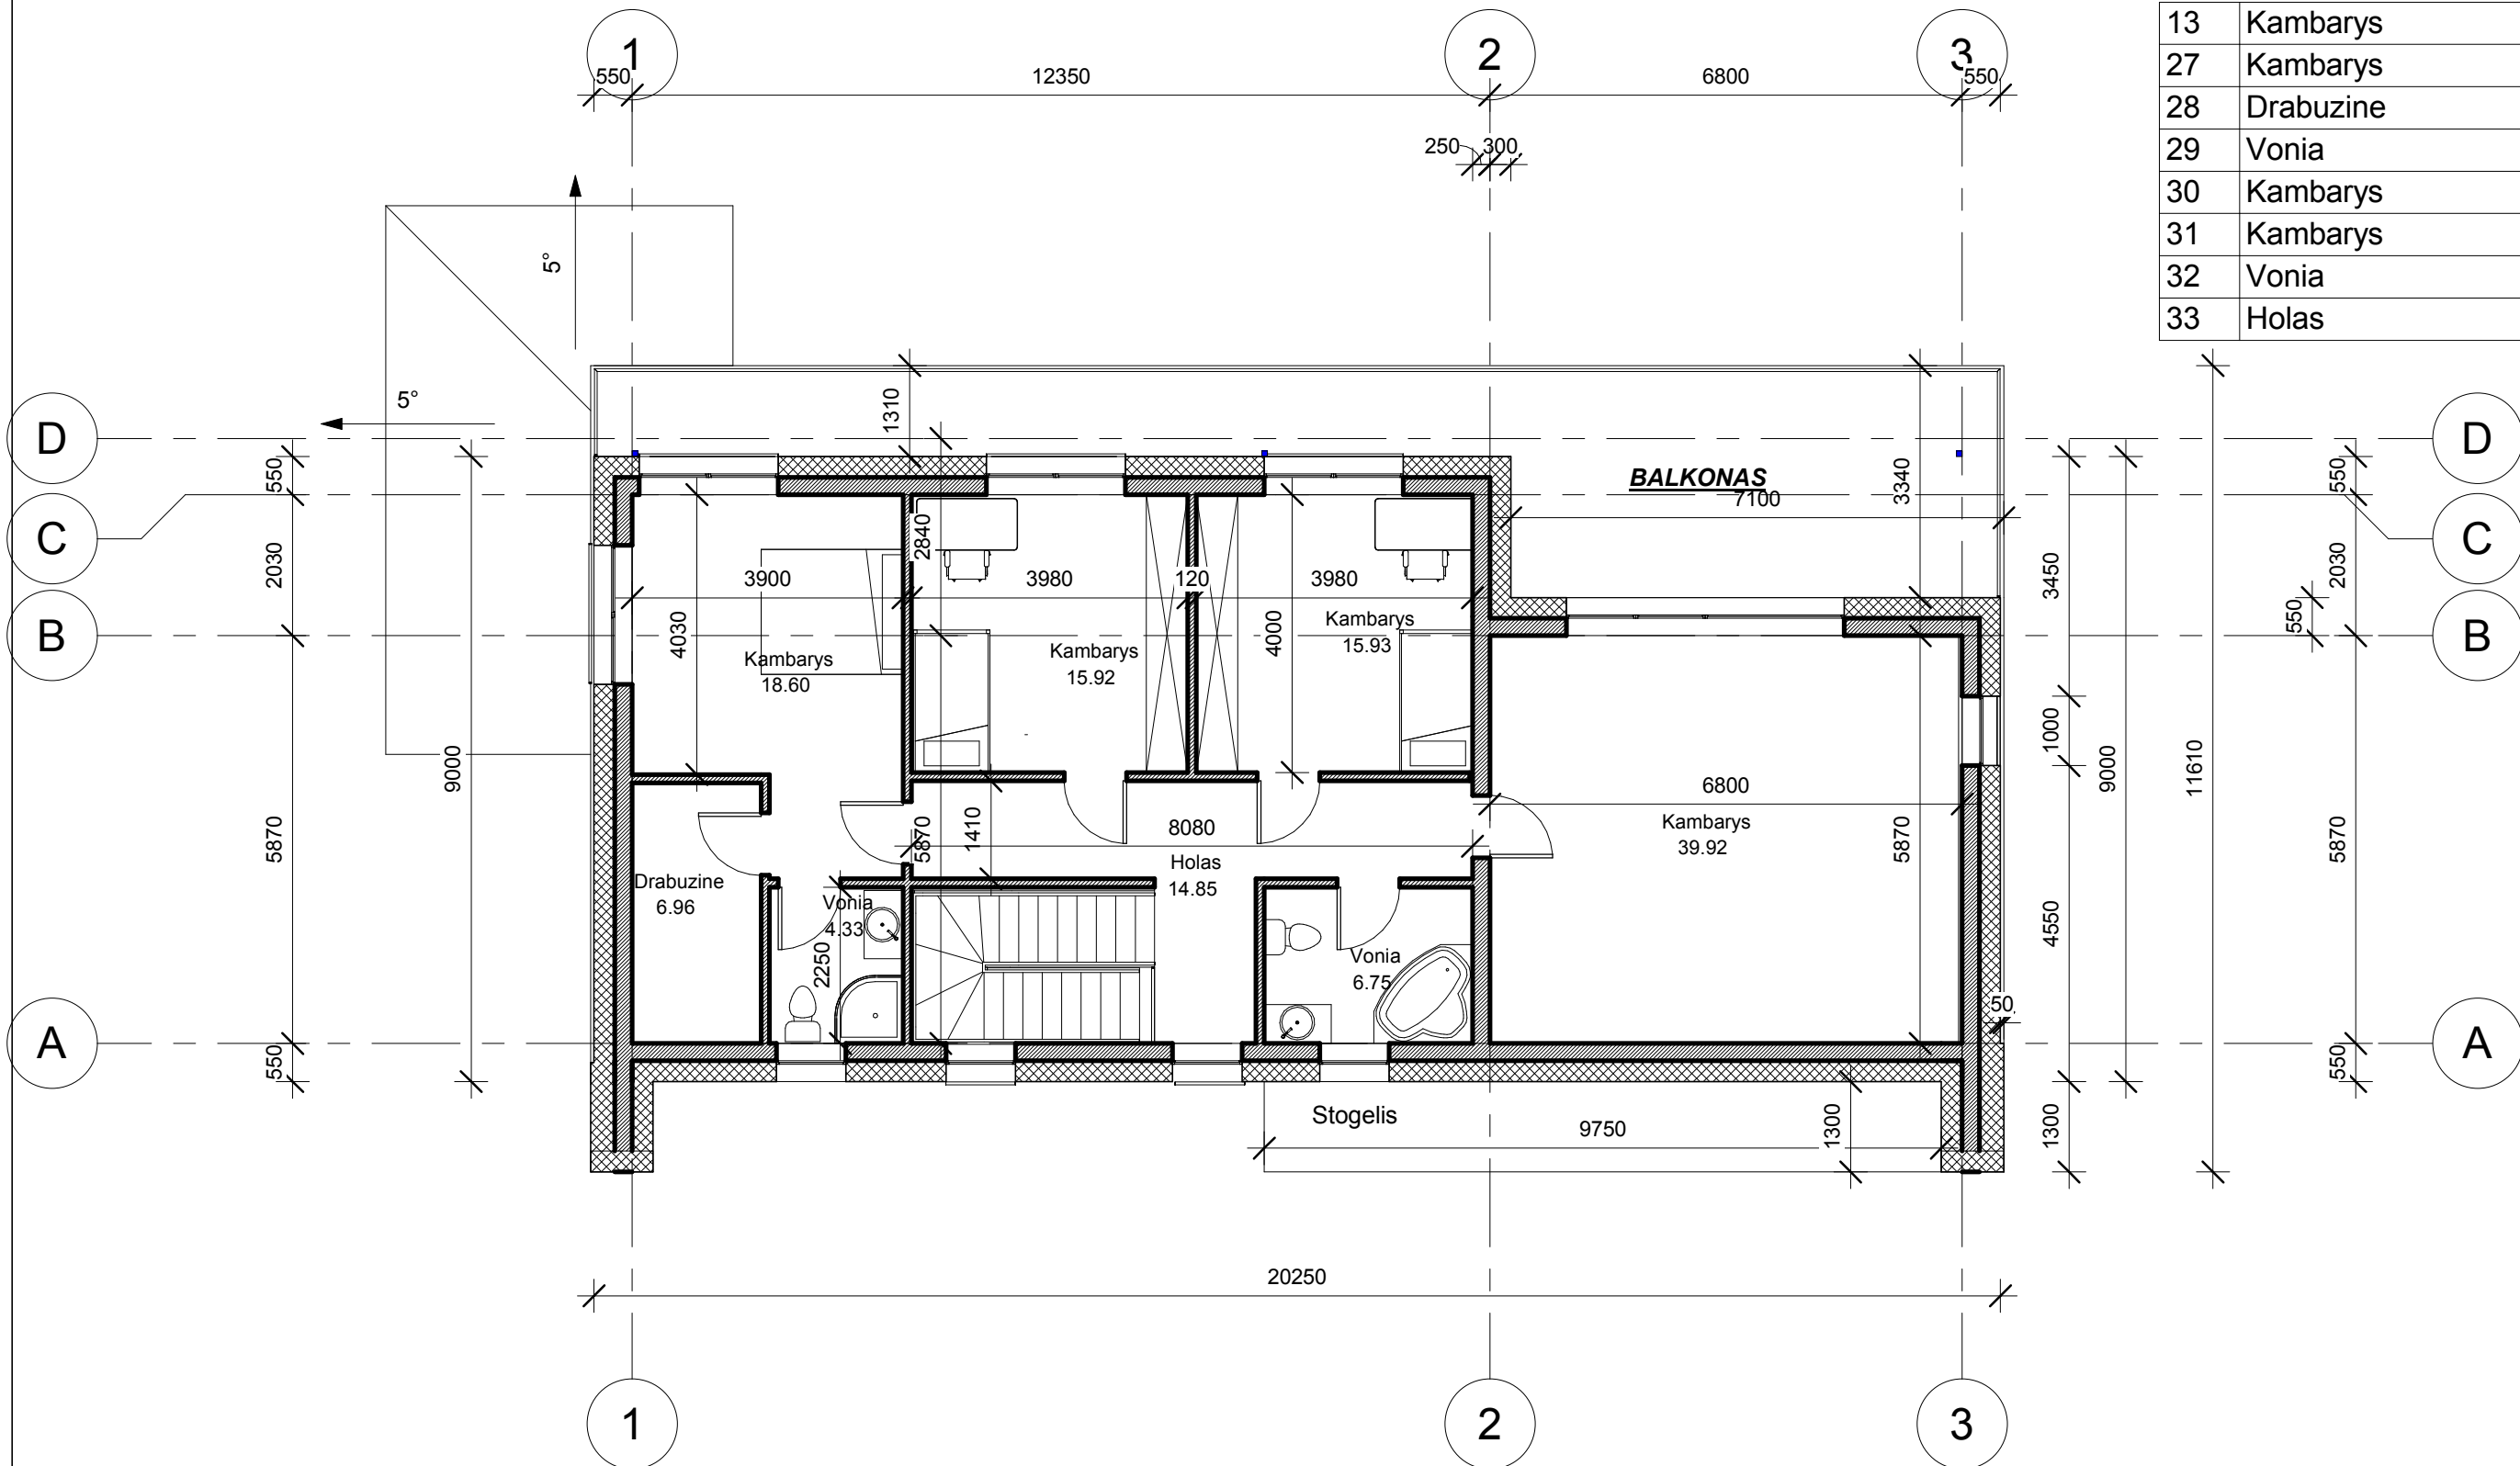 1
2
3
13 Kambarys
27 Kambarys
28 Drabuzine
29 Vonia
30 Kambarys
31 Kambarys
32 Vonia
33 Holas
550
12350
6800
550
250
300
5°
5°
D
C
B
A
D
C
B
A
550
2030
5870
550
9000
1310
2840
BALKONAS
7100
3340
3900
3980
120
3980
4030
4000
Kambarys
18.60
Kambarys
15.92
Kambarys
15.93
6800
Kambarys
39.92
5870
5870
1410
8080
Holas
14.85
Drabuzine
6.96
Vonia
4.33
2250
Vonia
6.75
50
3450
1000
4550
1300
9000
11610
550
550
2030
5870
550
Stogelis
9750
1300
20250
1
2
3